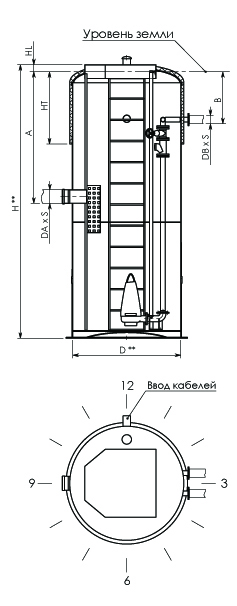 Уровень земли
HL
HT
A
B
DB x S
DA x S
H **
D **
12
Ввод кабелей
9
3
6